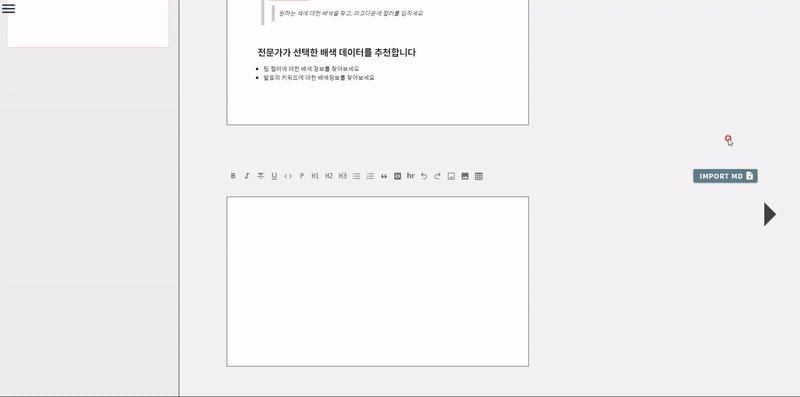 원하는 색에 대한 배색을 찾고, 마크다운에 컬러를 입히세요
전문가가 선택한 배색 데이터를 추천합니다
팀 컬러에 대한 배색 정보를 찾아보세요
발표의 키워드에 대한 배색정보를 찾아보세요
B I T U <> P H1 H2 H3 hr
IMPORT MD